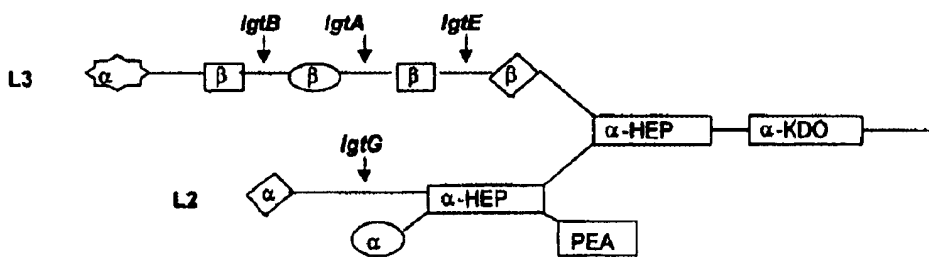 lgtB lgtA lgtE
L3 α β β β β
α-HEP α-KDO
lgtG
L2 α α-HEP
α PEA